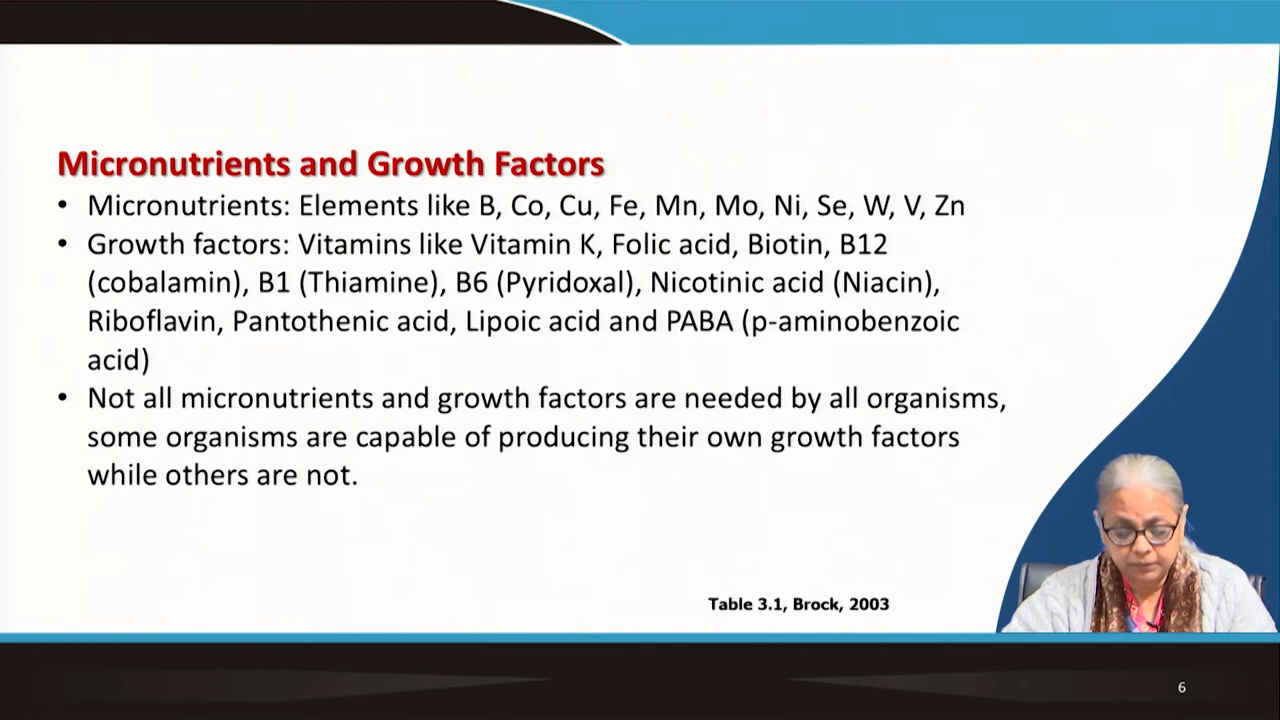 Micronutrients and Growth Factors
• Micronutrients: Elements like B, Co, Cu, Fe, Mn, Mo, Ni, Se, W, V, Zn
• Growth factors: Vitamins like Vitamin K, Folic acid, Biotin, B12
(cobalamin), B1 (Thiamine), B6 (Pyridoxal), Nicotinic acid (Niacin),
Riboflavin, Pantothenic acid, Lipoic acid and PABA (p-aminobenzoic
acid)
• Not all micronutrients and growth factors are needed by all organisms,
some organisms are capable of producing their own growth factors
while others are not.
Table 3.1, Brock, 2003
6